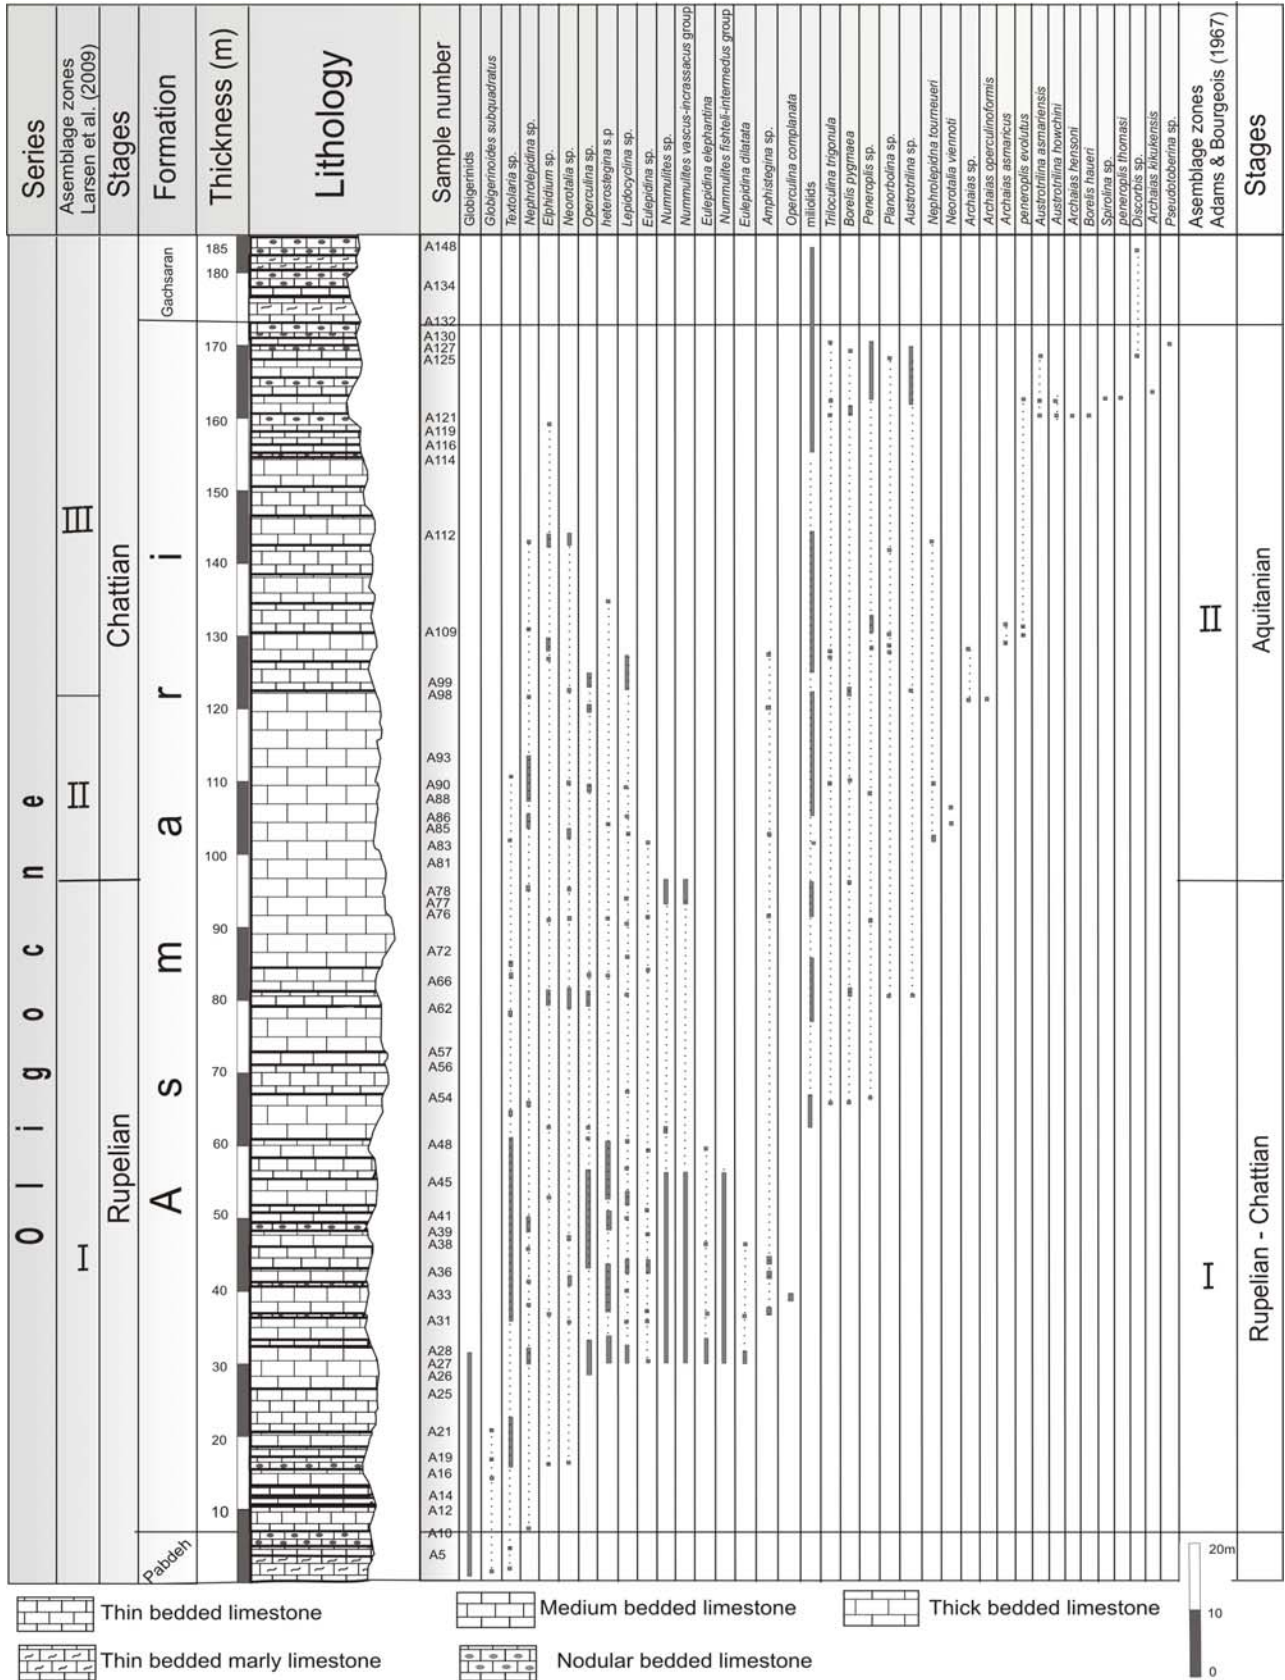 Series
Asemblage zones
Larsen et al. (2009)
Stages
Formation
Thickness (m)
Lithology
Sample number
Globigerinids
Globigerinoides subquadratus
Textolaria sp.
Nephrolepidina sp.
Elphidium sp.
Neorotalia sp.
Operculina sp.
heterostegina s.p
Lepidocyclina sp.
Eulepidina sp.
Nummulites sp.
Nummulites vascus-incrassacus group
Eulepidina elephantina
Nummulites fishteli-intermedus group
Eulepidina dilatata
Amphistegina sp.
Operculina complanata
miliolids
Triloculina trigonula
Borelis pygmaea
Peneroplis sp.
Planorbolina sp.
Austrotrilina sp.
Nephrolepidna tourneueri
Neorotalia viennoti
Archaias sp.
Archaias operculinoformis
Archaias asmaricus
peneroplis evolutus
Austrotrilina asmariensis
Austrotrilina howchini
Archaias hensoni
Borelis haueri
Spirolina sp.
peneroplis thomasi
Discorbis sp.
Archaias kikukensis
Pseudotoberrina sp.
Asemblage zones
Adams & Bourgeois (1967)
Stages
Oligocne
III
II
I
Chattian
Rupelian
Gachsaran
Asmari
Pabdeh
185
180
170
160
150
140
130
120
110
100
90
80
70
60
50
40
30
20
10
A148
A134
A132
A130
A127
A125
A121
A119
A116
A114
A112
A109
A99
A98
A93
A90
A88
A86
A85
A83
A81
A78
A77
A76
A72
A66
A62
A57
A56
A54
A48
A45
A41
A39
A38
A36
A33
A31
A28
A27
A26
A25
A21
A19
A16
A14
A12
A10
A5
II
I
Aquitanian
Rupelian - Chattian
20m
10
0
Thin bedded limestone
Medium bedded limestone
Thick bedded limestone
Thin bedded marly limestone
Nodular bedded limestone